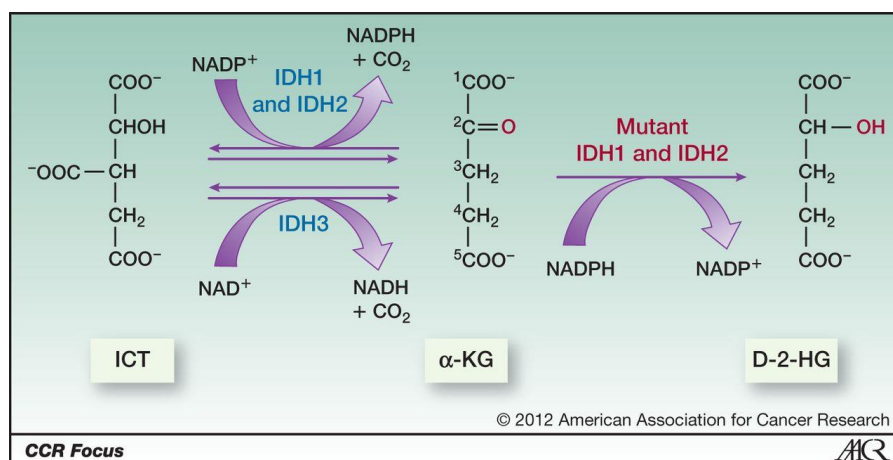 NADP⁺
IDH1
and IDH2
NADPH
+ CO₂
COO⁻
CHOH
⁻OOC — CH
CH₂
COO⁻
IDH3
NAD⁺
NADH
+ CO₂
ICT
¹COO⁻
²C=O
³CH₂
⁴CH₂
⁵COO⁻
α-KG
Mutant
IDH1 and IDH2
NADPH
NADP⁺
COO⁻
CH — OH
CH₂
CH₂
COO⁻
D-2-HG
© 2012 American Association for Cancer Research
CCR Focus
AACR